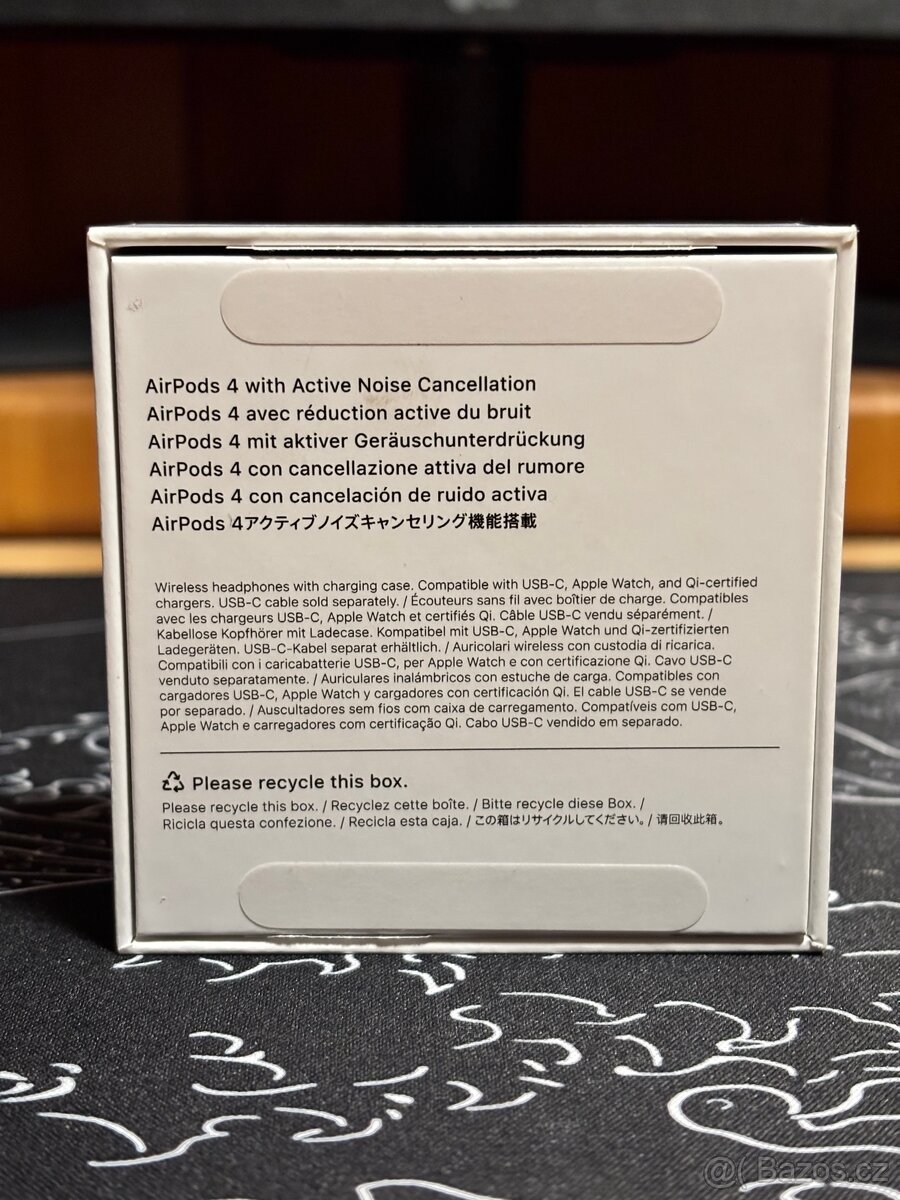 AirPods 4 with Active Noise Cancellation
AirPods 4 avec réduction active du bruit
AirPods 4 mit aktiver Geräuschunterdrückung
AirPods 4 con cancellazione attiva del rumore
AirPods 4 con cancelación de ruido activa
AirPods 4アクティブノイズキャンセリング機能搭載
Wireless headphones with charging case. Compatible with USB-C, Apple Watch, and Qi-certified
chargers. USB-C cable sold separately. / Écouteurs sans fil avec boîtier de charge. Compatibles
avec les chargeurs USB-C, Apple Watch et certifiés Qi. Câble USB-C vendu séparément. /
Kabellose Kopfhörer mit Ladecase. Kompatibel mit USB-C, Apple Watch und Qi-zertifizierten
Ladegeräten. USB-C-Kabel separat erhältlich. / Auricolari wireless con custodia di ricarica.
Compatibili con i caricabatterie USB-C, per Apple Watch e con certificazione Qi. Cavo USB-C
venduto separatamente. / Auriculares inalámbricos con estuche de carga. Compatibles con
cargadores USB-C, Apple Watch y cargadores con certificación Qi. El cable USB-C se vende
por separado. / Auscultadores sem fios com caixa de carregamento. Compatíveis com USB-C,
Apple Watch e carregadores com certificação Qi. Cabo USB-C vendido em separado.
Please recycle this box.
Please recycle this box. / Recyclez cette boîte. / Bitte recycle diese Box. /
Ricicla questa confezione. / Recicla esta caja. / この箱はリサイクルしてください。/ 请回收此箱。
@( Bazos.cz